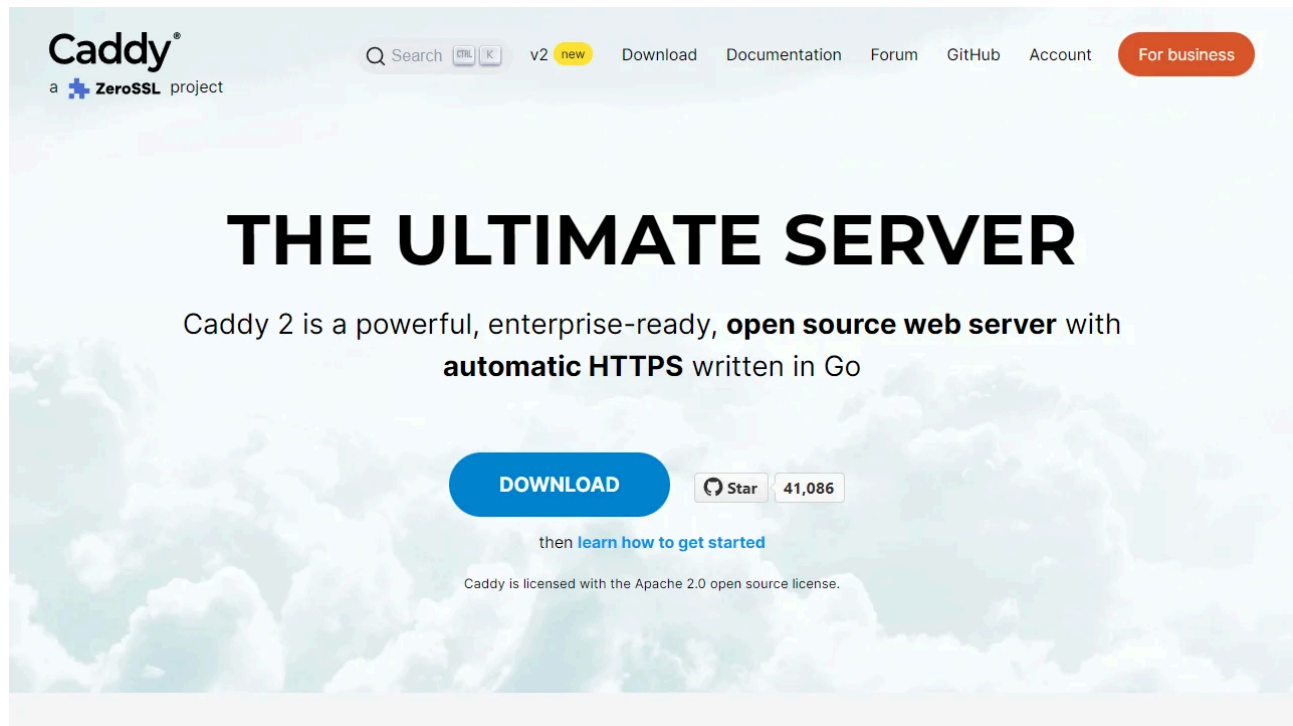 Caddy®
a ZeroSSL project
Search CTRL K v2 new Download Documentation Forum GitHub Account For business
THE ULTIMATE SERVER
Caddy 2 is a powerful, enterprise-ready, open source web server with
automatic HTTPS written in Go
DOWNLOAD Star 41,086
then learn how to get started
Caddy is licensed with the Apache 2.0 open source license.